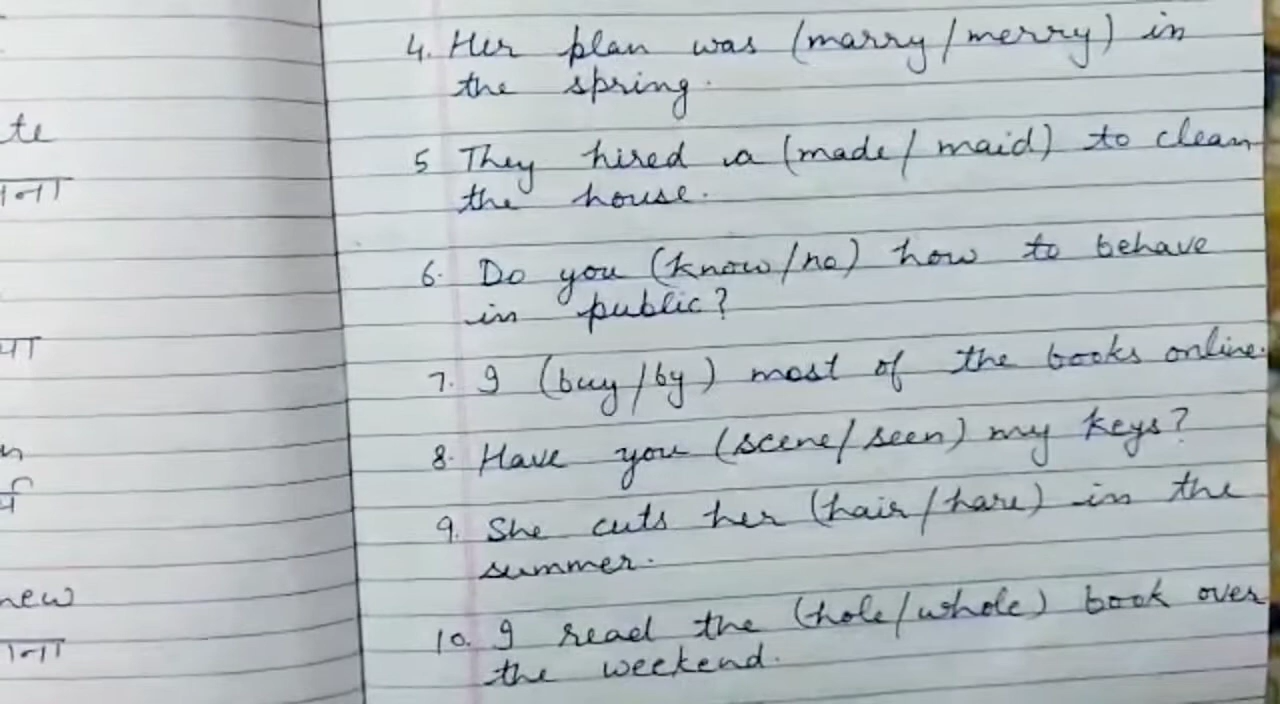 te
ना
या
new
ना
4. Her plan was (marry/merry) in
the spring.
5 They hired a (made/maid) to clean
the house.
6. Do you (know/no) how to behave
in public?
7. I (buy/by) most of the books online.
8. Have you (scene/seen) my keys?
9. She cuts her (hair/hare) in the
summer.
10. I read the (hole/whole) book over
the weekend.